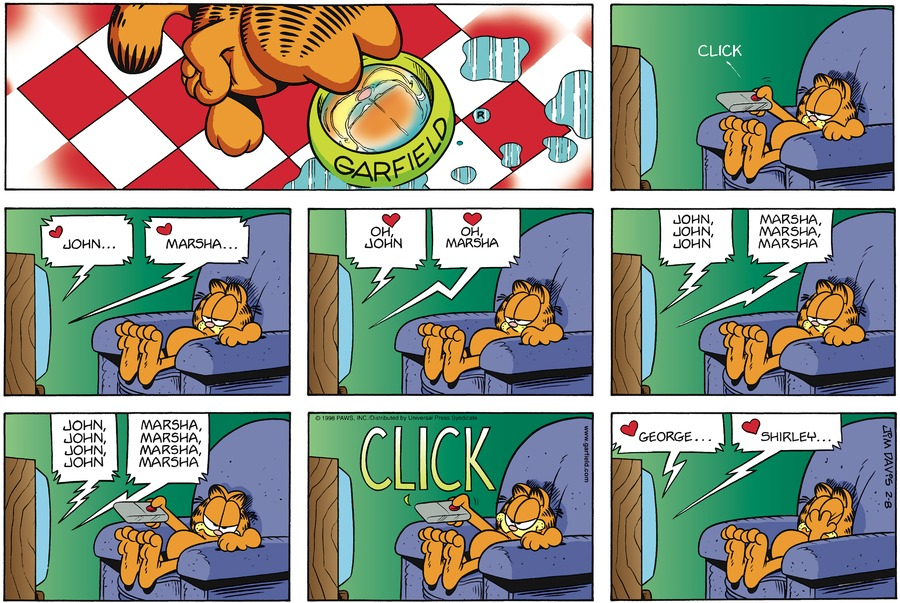 GARFIELD
R
CLICK
JOHN...
MARSHA...
OH,
JOHN
OH,
MARSHA
JOHN,
JOHN,
JOHN
MARSHA,
MARSHA,
MARSHA
JOHN,
JOHN,
JOHN,
JOHN
MARSHA,
MARSHA,
MARSHA,
MARSHA
© 1998 PAWS, INC./Distributed by Universal Press Syndicate
CLICK
www.garfield.com
GEORGE...
SHIRLEY...
JIM DAVIS 2-8